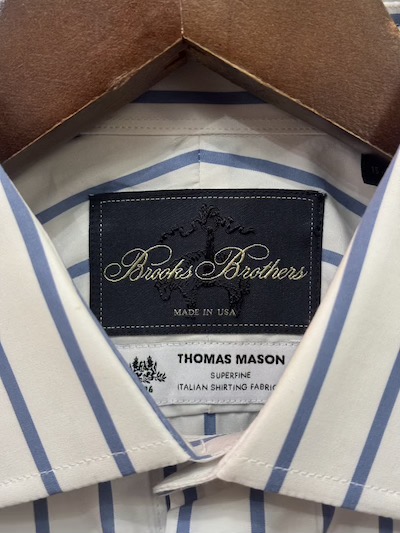 Brooks Brothers
MADE IN USA
THOMAS MASON
SUPERFINE
ITALIAN SHIRTING FABRIC